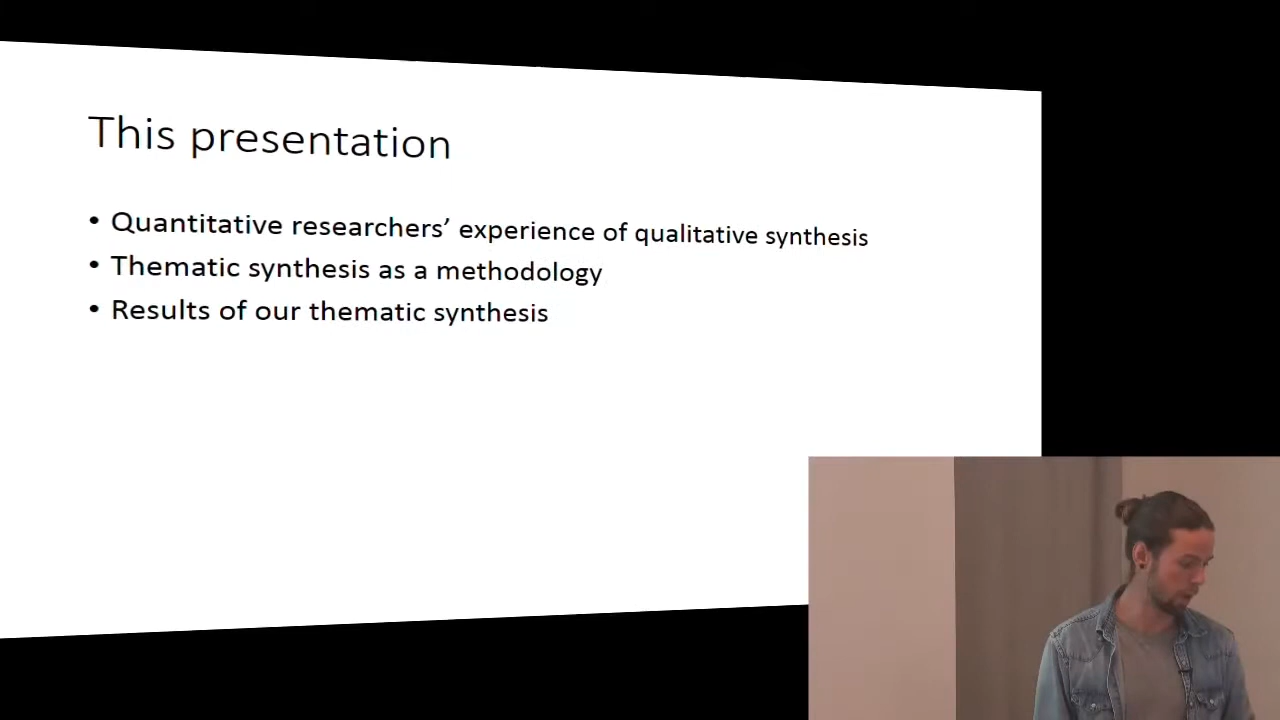 This presentation
• Quantitative researchers’ experience of qualitative synthesis
• Thematic synthesis as a methodology
• Results of our thematic synthesis